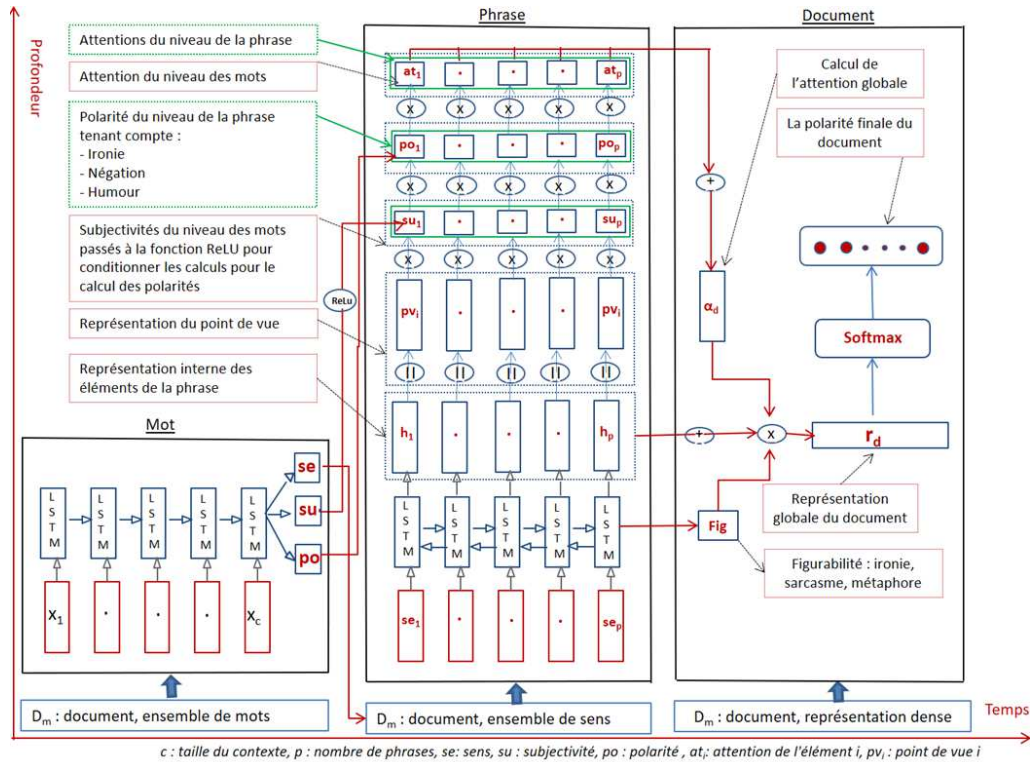 Phrase
Document
Profondeur
Attentions du niveau de la phrase
Attention du niveau des mots
Polarité du niveau de la phrase
tenant compte :
- Ironie
- Négation
- Humour
Subjectivités du niveau des mots
passés à la fonction ReLU pour
conditionner les calculs pour le
calcul des polarités
Représentation du point de vue
Représentation interne des
éléments de la phrase
Mot
LSTM LSTM LSTM LSTM LSTM
se
su
po
x₁ . . . x꜀
Dₘ : document, ensemble de mots
ReLu
at₁ . . . atₚ
x x x x x
po₁ . . . poₚ
x x x x x
su₁ . . . suₚ
x x x x x
pvᵢ . . . pvᵢ
|| || || || ||
h₁ . . . hₚ
LSTM LSTM LSTM LSTM LSTM
se₁ . . . seₚ
Dₘ : document, ensemble de sens
Calcul de
l'attention globale
La polarité finale du
document
+
α_d
Softmax
+
x
r_d
Fig
Représentation
globale du document
Figurabilité : ironie,
sarcasme, métaphore
Dₘ : document, représentation dense
Temps
c : taille du contexte, p : nombre de phrases, se: sens, su : subjectivité, po : polarité , atᵢ: attention de l'élément i, pvᵢ : point de vue i